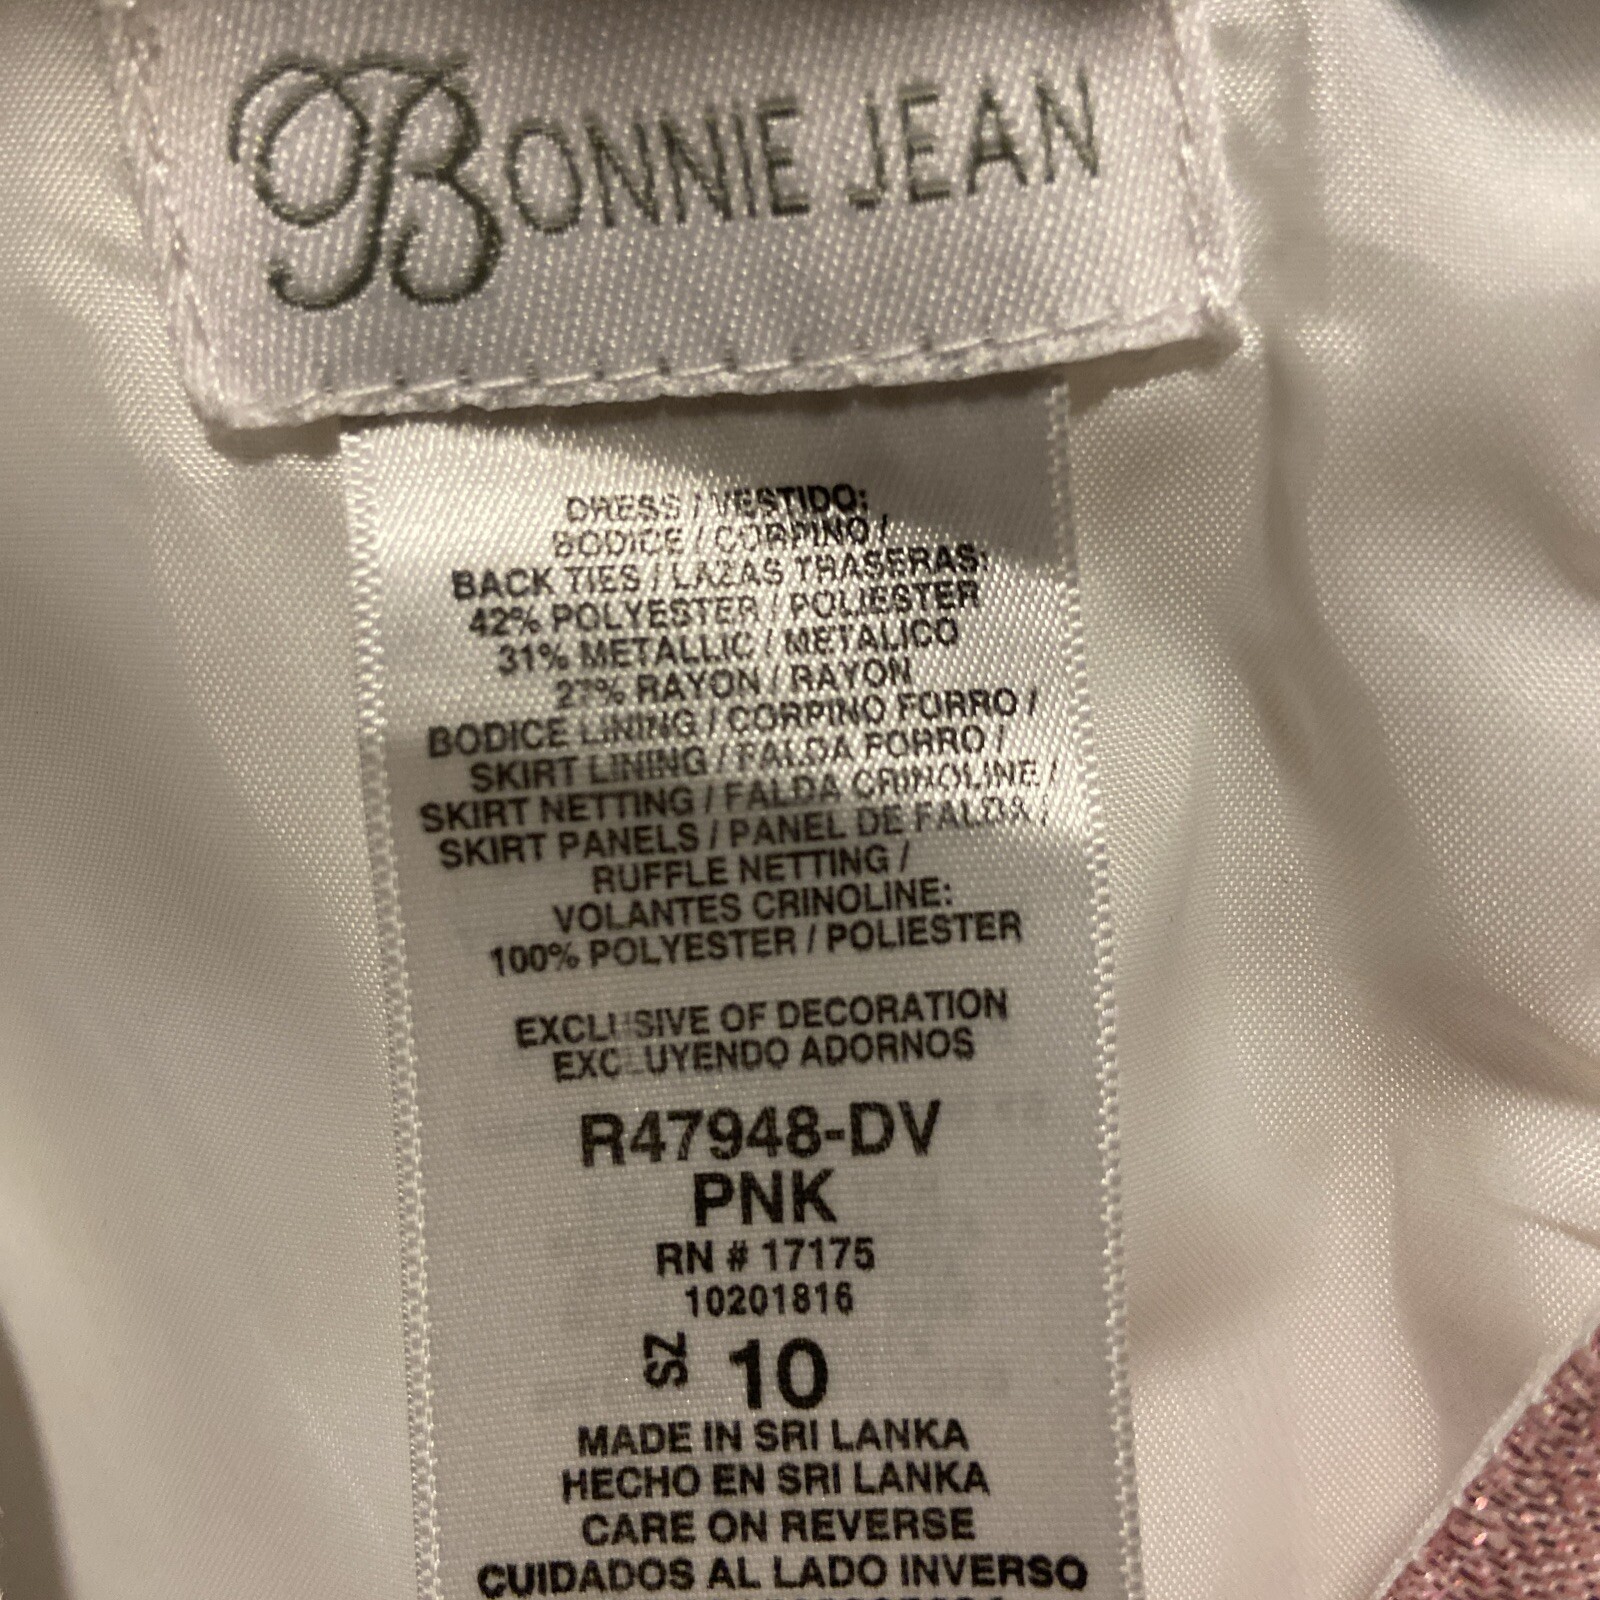 BONNIE JEAN
DRESS / VESTIDO:
BODICE / CORPINO /
BACK TIES / LAZAS TRASERAS:
42% POLYESTER / POLIESTER
31% METALLIC / METALICO
27% RAYON / RAYON
BODICE LINING / CORPINO FORRO /
SKIRT LINING / FALDA FORRO /
SKIRT NETTING / FALDA CRINOLINE /
SKIRT PANELS / PANEL DE FALDA /
RUFFLE NETTING /
VOLANTES CRINOLINE:
100% POLYESTER / POLIESTER
EXCLUSIVE OF DECORATION
EXCLUYENDO ADORNOS
R47948-DV
PNK
RN # 17175
10201816
SZ 10
MADE IN SRI LANKA
HECHO EN SRI LANKA
CARE ON REVERSE
CUIDADOS AL LADO INVERSO